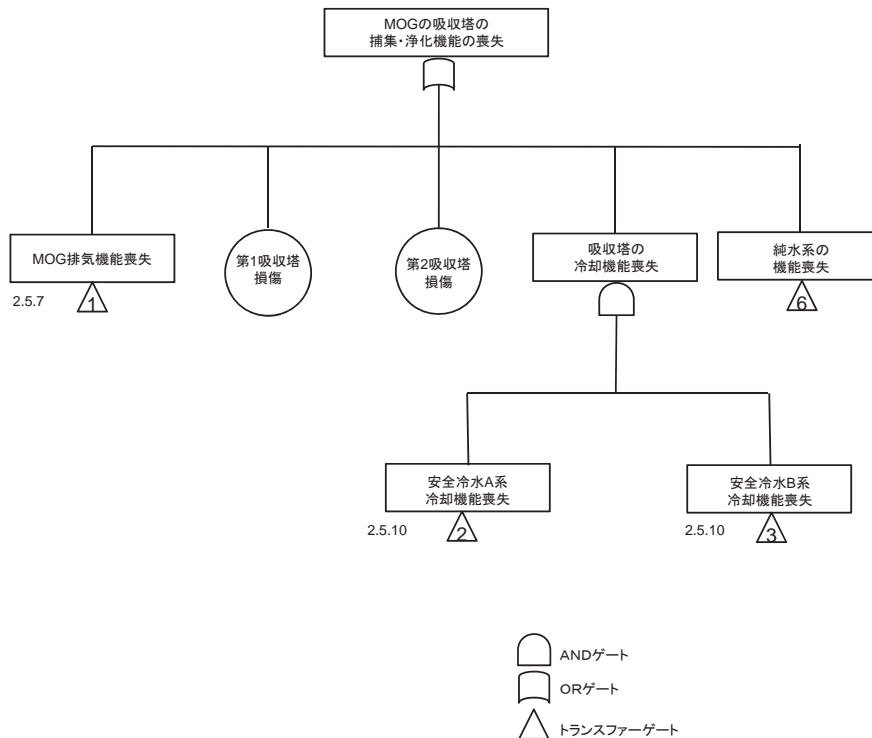 MOGの吸収塔の
捕集・浄化機能の喪失
MOG排気機能喪失
2.5.7
1
第1吸収塔
損傷
第2吸収塔
損傷
吸収塔の
冷却機能喪失
純水系の
機能喪失
6
安全冷水A系
冷却機能喪失
2.5.10
2
安全冷水B系
冷却機能喪失
2.5.10
3
ANDゲート
ORゲート
トランスファーゲート